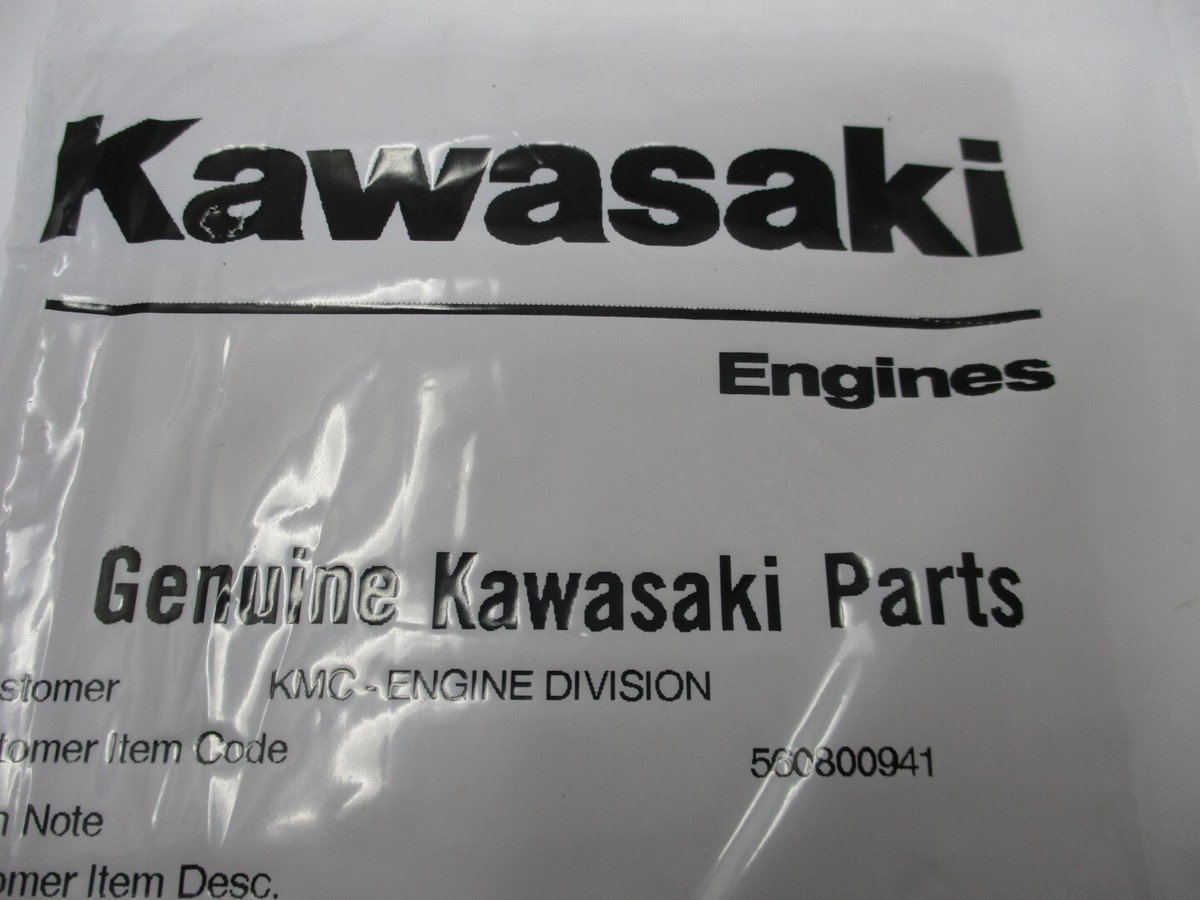 Kawasaki
Engines
Genuine Kawasaki Parts
stomer KMC - ENGINE DIVISION
tomer Item Code 560800941
Note
omer Item Desc.